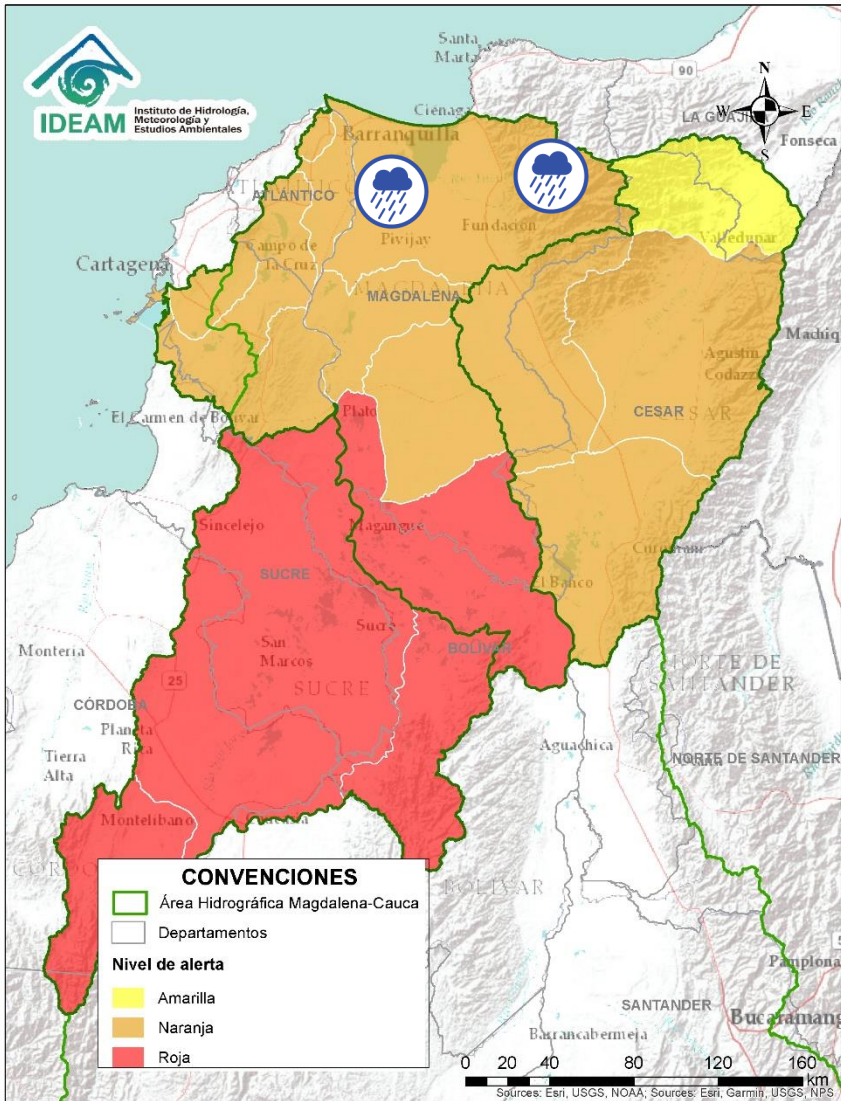 IDEAM
Instituto de Hidrología,
Meteorología y
Estudios Ambientales
Santa
Marta
90
N
W
E
S
LA GUAJI
Ciénaga
Barranquilla
Fonseca
ATLÁNTICO
Pivijay
Fundación
Valledupar
Campo de
la Cruz
Cartagena
MAGDALENA
MAGDALENA
Machiq
Agustín
Codazzi
CESAR
El Carmen de Bolívar
Plato
Sincelejo
Magangué
SUCRE
Curumaní
El Banco
Sucre
San
Marcos
BOLÍVAR
Montería
SUCRE
25
NORTE DE
SANTANDER
CÓRDOBA
Planeta
Rica
Tierra
Alta
Aguachica
NORTE DE SANTANDER
Montelíbano
BOLÍVAR
CONVENCIONES
Área Hidrográfica Magdalena-Cauca
Departamentos
Nivel de alerta
Amarilla
Naranja
Roja
Pamplona
SANTANDER
Bucaramang
Barrancabermeja
0 20 40 80 120 160
km
Sources: Esri, USGS, NOAA; Sources: Esri, Garmin, USGS, NPS